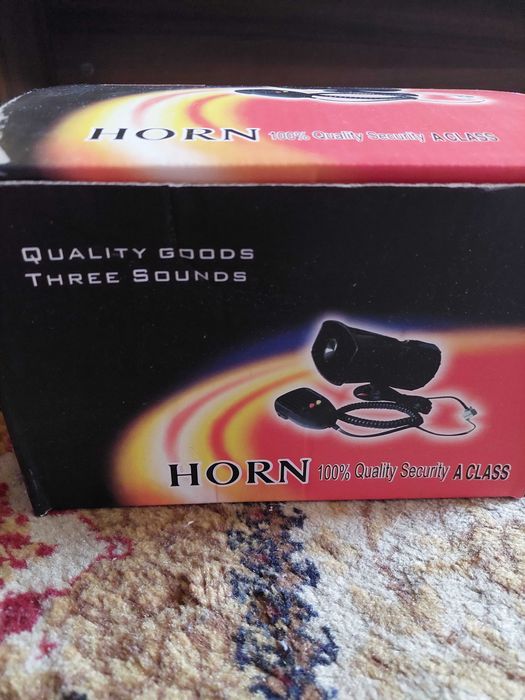 HORN 100% Quality Security A CLASS
QUALITY GOODS
THREE SOUNDS
HORN 100% Quality Security A CLASS